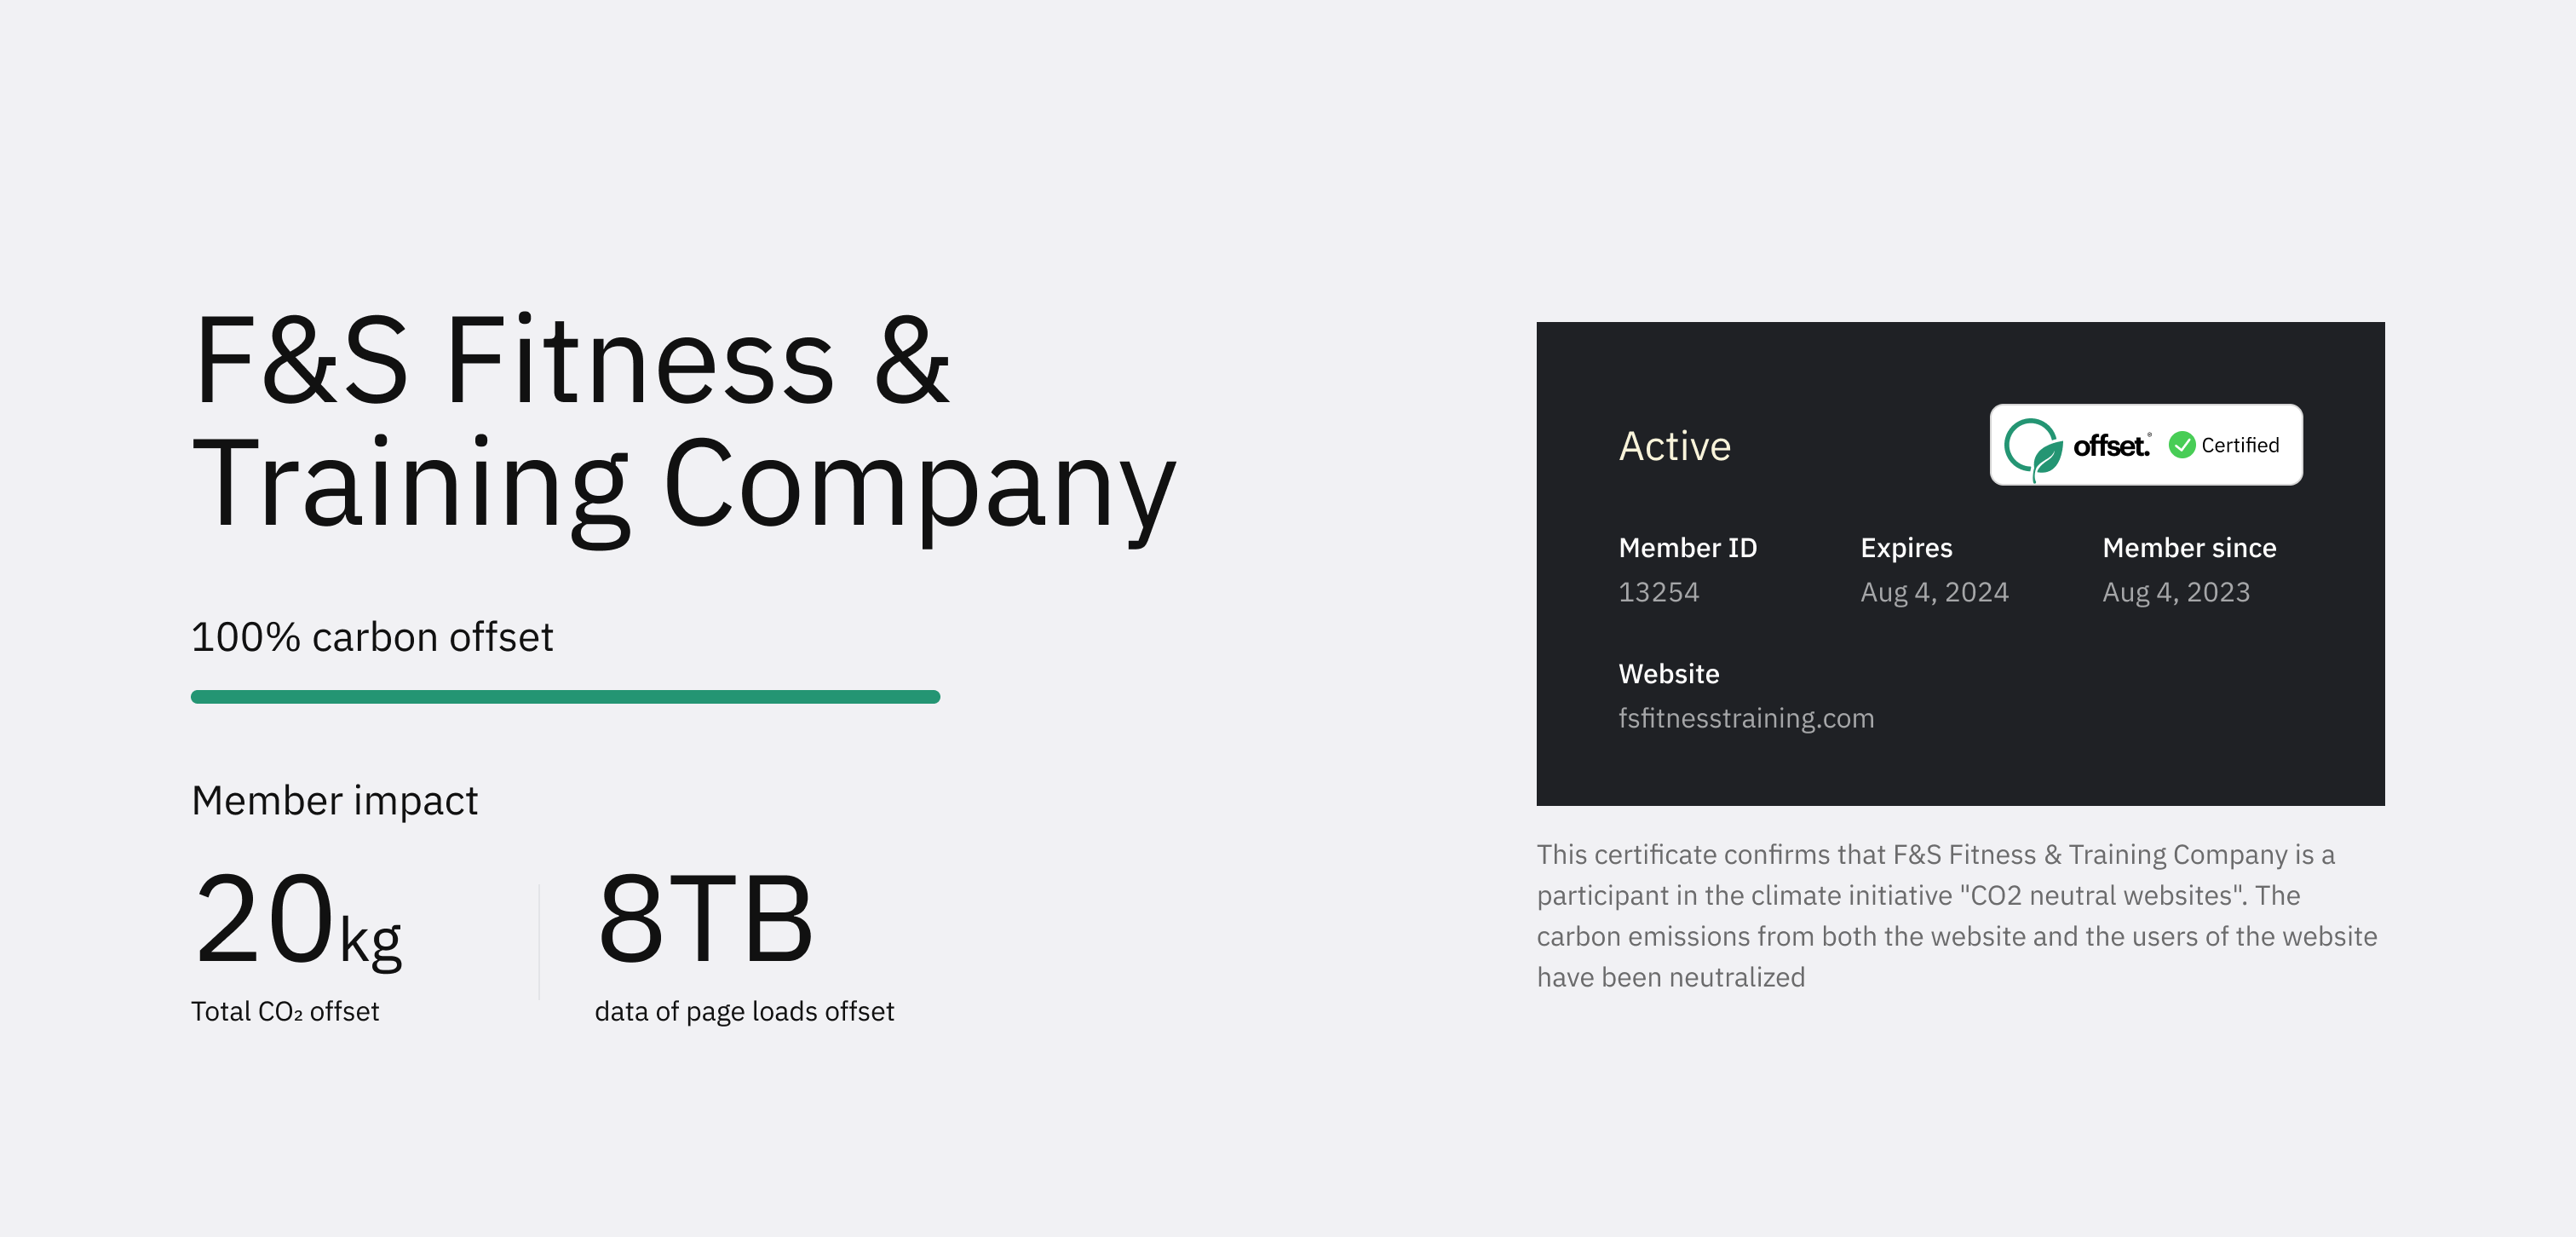 F&S Fitness &
Training Company
100% carbon offset
Member impact
20kg
Total CO₂ offset
8TB
data of page loads offset
Active
offset.® Certified
Member ID
13254
Expires
Aug 4, 2024
Member since
Aug 4, 2023
Website
fsfitnesstraining.com
This certificate confirms that F&S Fitness & Training Company is a
participant in the climate initiative "CO2 neutral websites". The
carbon emissions from both the website and the users of the website
have been neutralized